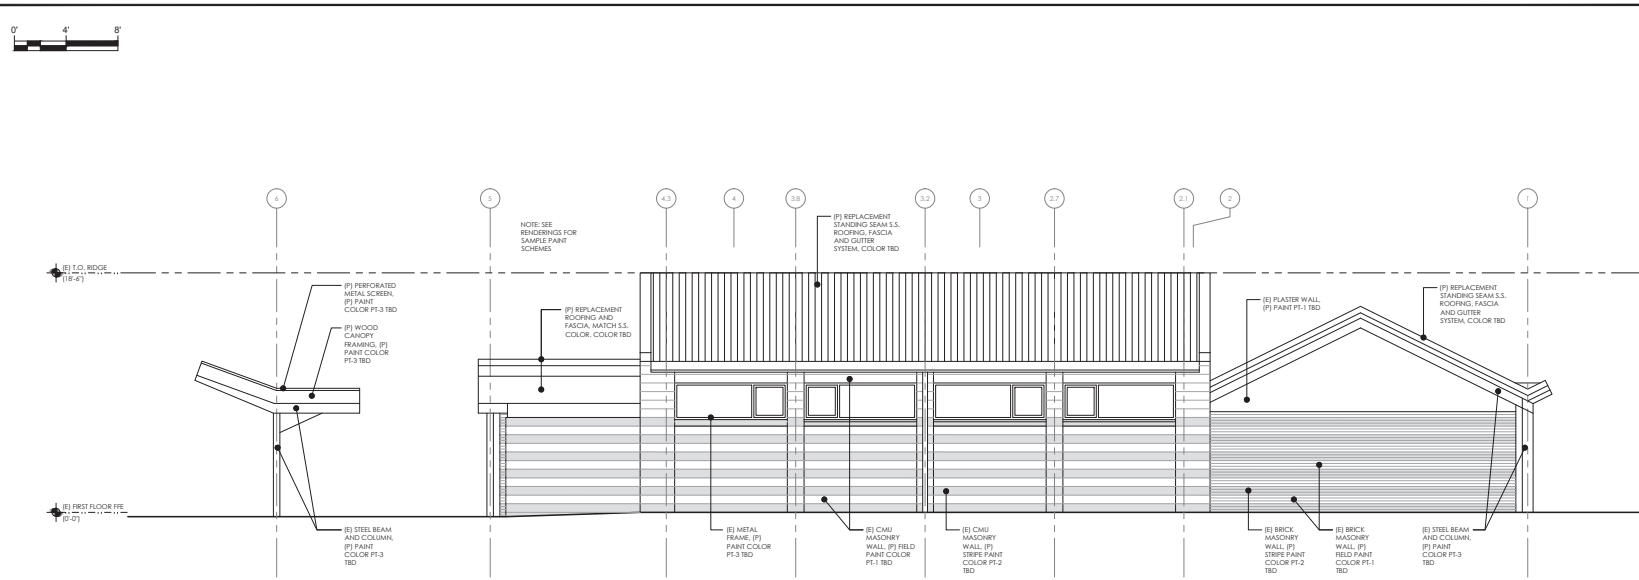 0' 4' 8'
6 5 4.3 4 3.8 3.2 3 2.7 2.1 2 1
NOTE: SEE
RENDERINGS FOR
SAMPLE PAINT
SCHEMES
(P) REPLACEMENT
STANDING SEAM S.S.
ROOFING, FASCIA
AND GUTTER
SYSTEM, COLOR TBD
(E) T.O. RIDGE
(18'-6")
(P) PERFORATED
METAL SCREEN,
(P) PAINT
COLOR PT-3 TBD
(P) WOOD
CANOPY
FRAMING, (P)
PAINT COLOR
PT-3 TBD
(P) REPLACEMENT
ROOFING AND
FASCIA, MATCH S.S.
COLOR, COLOR TBD
(E) PLASTER WALL,
(P) PAINT PT-1 TBD
(P) REPLACEMENT
STANDING SEAM S.S.
ROOFING, FASCIA
AND GUTTER
SYSTEM, COLOR TBD
(E) FIRST FLOOR FFE
(0'-0")
(E) STEEL BEAM
AND COLUMN,
(P) PAINT
COLOR PT-3
TBD
(E) METAL
FRAME, (P)
PAINT COLOR
PT-3 TBD
(E) CMU
MASONRY
WALL, (P) FIELD
PAINT COLOR
PT-1 TBD
(E) CMU
MASONRY
WALL, (P)
STRIPE PAINT
COLOR PT-2
TBD
(E) BRICK
MASONRY
WALL, (P)
STRIPE PAINT
COLOR PT-2
TBD
(E) BRICK
MASONRY
WALL, (P)
FIELD PAINT
COLOR PT-1
TBD
(E) STEEL BEAM
AND COLUMN,
(P) PAINT
COLOR PT-3
TBD